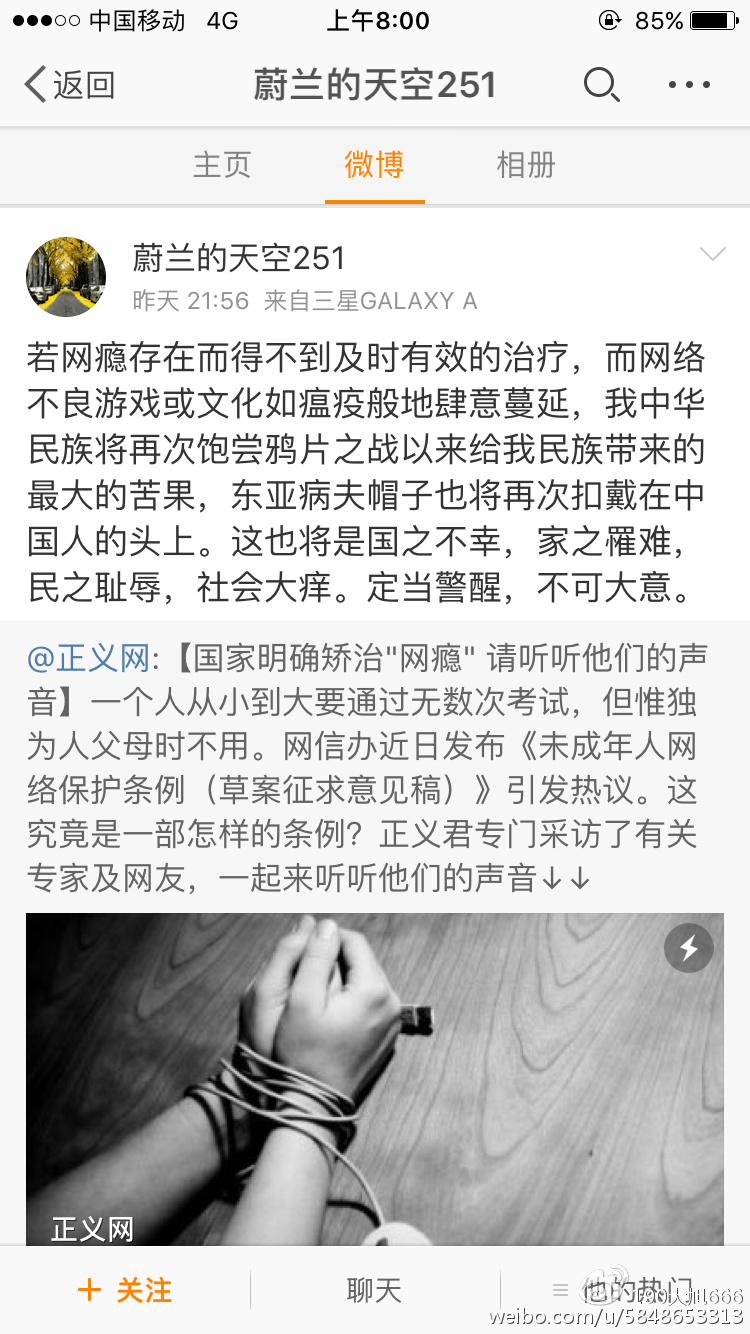 中国移动 4G 上午8:00 85%
返回 蔚兰的天空251
主页 微博 相册
蔚兰的天空251
昨天 21:56 来自三星GALAXY A
若网瘾存在而得不到及时有效的治疗，而网络
不良游戏或文化如瘟疫般地肆意蔓延，我中华
民族将再次饱尝鸦片之战以来给我民族带来的
最大的苦果，东亚病夫帽子也将再次扣戴在中
国人的头上。这也将是国之不幸，家之罹难，
民之耻辱，社会大痒。定当警醒，不可大意。
@正义网:【国家明确矫治"网瘾" 请听听他们的声
音】一个人从小到大要通过无数次考试，但惟独
为人父母时不用。网信办近日发布《未成年人网
络保护条例（草案征求意见稿）》引发热议。这
究竟是一部怎样的条例？正义君专门采访了有关
专家及网友，一起来听听他们的声音↓↓
正义网
+ 关注 聊天 他的热门
weibo.com/u/5848653313